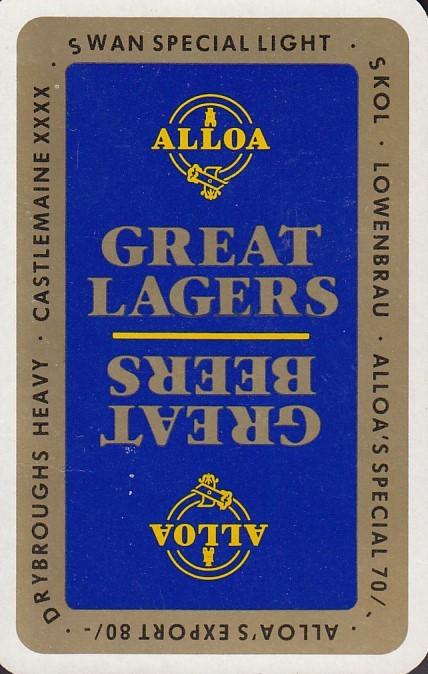 SWAN SPECIAL LIGHT ·
SKOL · LOWENBRAU · ALLOA'S SPECIAL 70/-
· ALLOA'S EXPORT 80/- ·
DRYBROUGHS HEAVY · CASTLEMAINE XXXX ·
ALLOA
GREAT
LAGERS
GREAT
BEERS
ALLOA